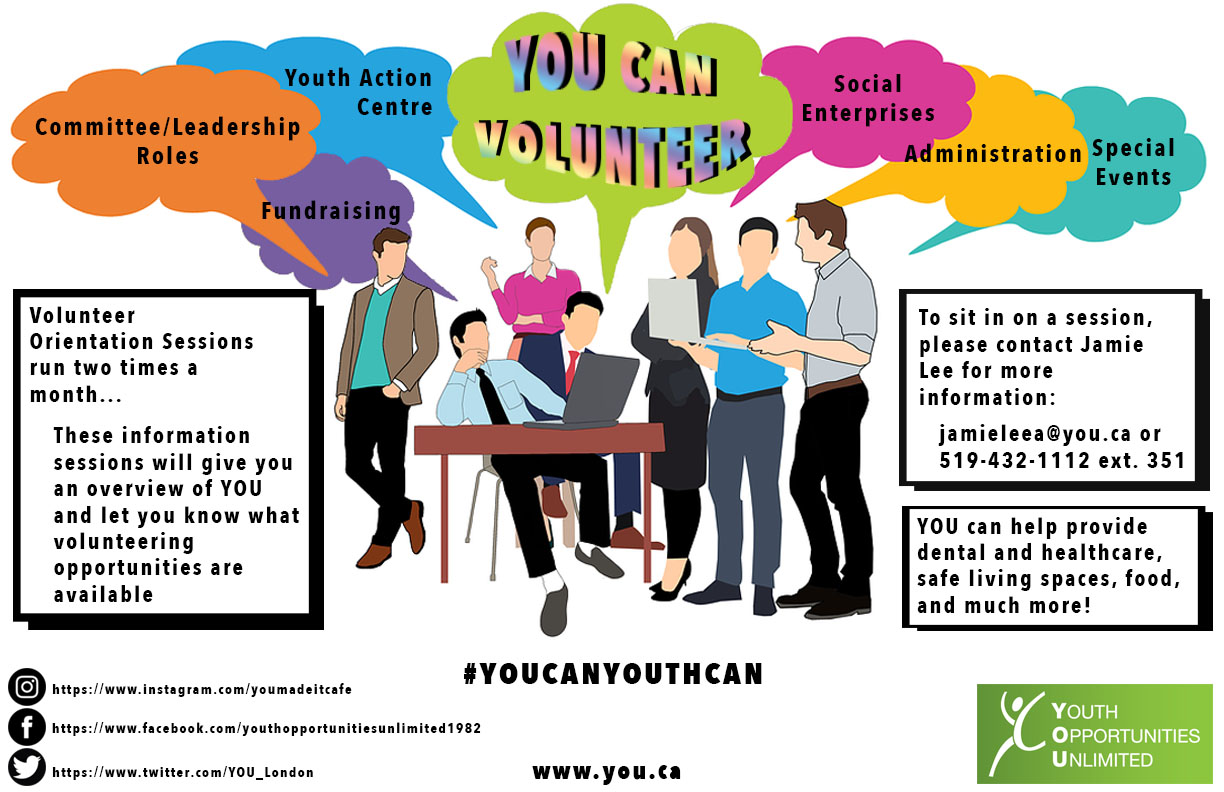 YOU CAN
VOLUNTEER
Youth Action
Centre
Committee/Leadership
Roles
Fundraising
Social
Enterprises
Administration
Special
Events
Volunteer
Orientation Sessions
run two times a
month...
These information
sessions will give you
an overview of YOU
and let you know what
volunteering
opportunities are
available
To sit in on a session,
please contact Jamie
Lee for more
information:
jamieleea@you.ca or
519-432-1112 ext. 351
YOU can help provide
dental and healthcare,
safe living spaces, food,
and much more!
#YOUCANYOUTHCAN
https://www.instagram.com/youmadeitcafe
https://www.facebook.com/youthopportunitiesunlimited1982
https://www.twitter.com/YOU_London
www.you.ca
YOUTH
OPPORTUNITIES
UNLIMITED